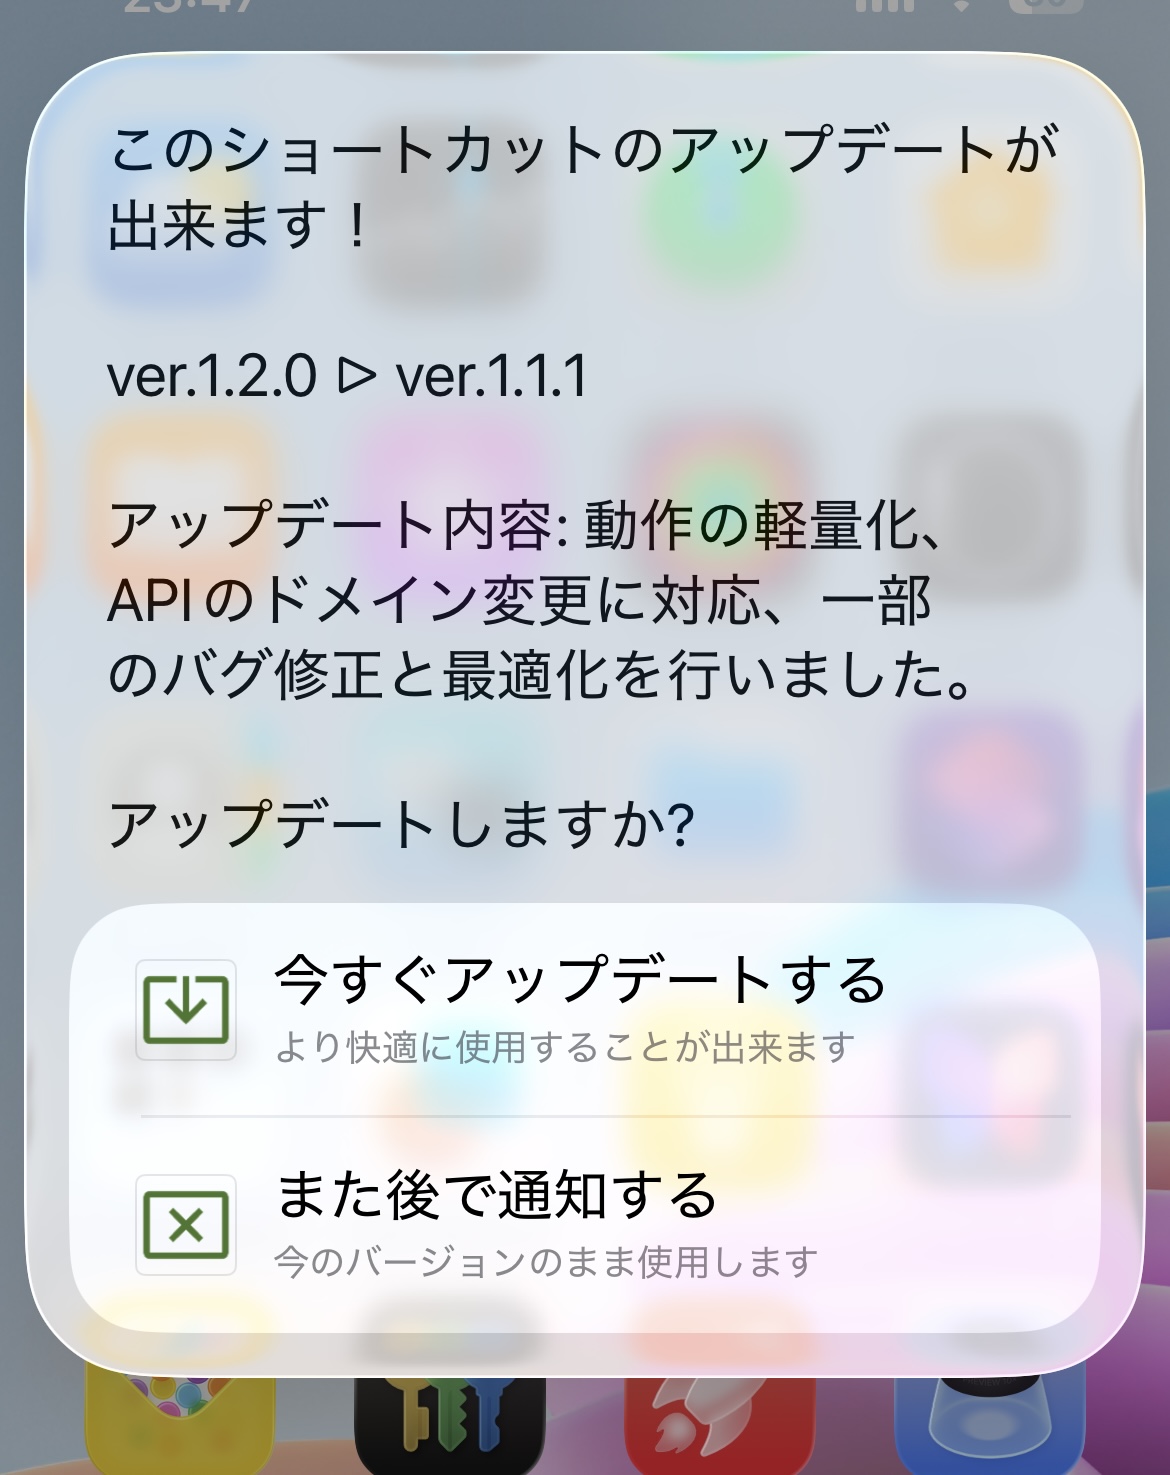 このショートカットのアップデートが
出来ます！
ver.1.2.0 ▷ ver.1.1.1
アップデート内容: 動作の軽量化、
APIのドメイン変更に対応、一部
のバグ修正と最適化を行いました。
アップデートしますか?
今すぐアップデートする
より快適に使用することが出来ます
また後で通知する
今のバージョンのまま使用します